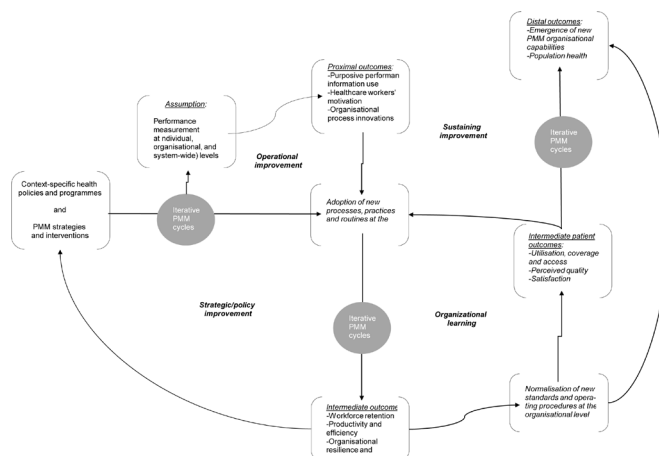 Distal outcomes:
-Emergence of new
PMM organisational
capabilities
-Population health
Proximal outcomes:
-Purposive performan
information use
-Healthcare workers'
motivation
-Organisational
process innovations
Assumption:
Performance
measurement
at ndividual,
organisational, and
system-wide) levels
Sustaining
improvement
Iterative
PMM
cycles
Operational
improvement
Context-specific health
policies and programmes
and
PMM strategies
and interventions
Iterative
PMM
cycles
Adoption of new
processes, practices
and routines at the
Intermediate patient
outcomes:
-Utilisation, coverage
and access
-Perceived quality
-Satisfaction
Strategic/policy
improvement
Iterative
PMM
cycles
Organizational
learning
Normalisation of new
standards and opera-
ting procedures at the
organisational level
Intermediate outcome
-Workforce retention
-Productivity and
efficiency
-Organisational
resilience and